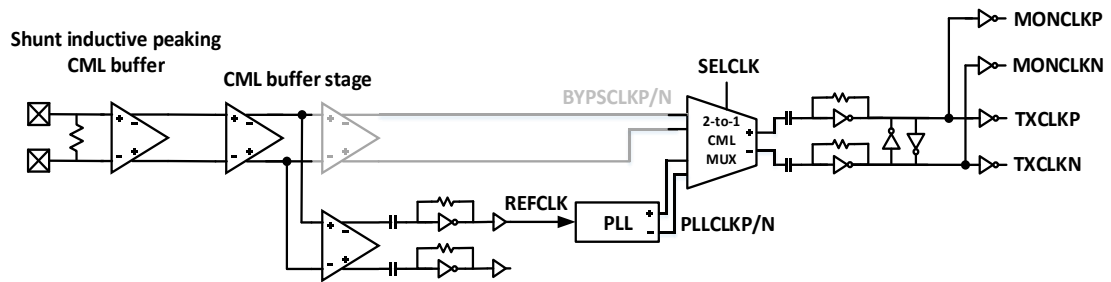 Shunt inductive peaking
CML buffer
CML buffer stage
BYPSCLKP/N
SELCLK
2-to-1
CML
MUX
MONCLKP
MONCLKN
TXCLKP
TXCLKN
REFCLK
PLL
PLLCLKP/N